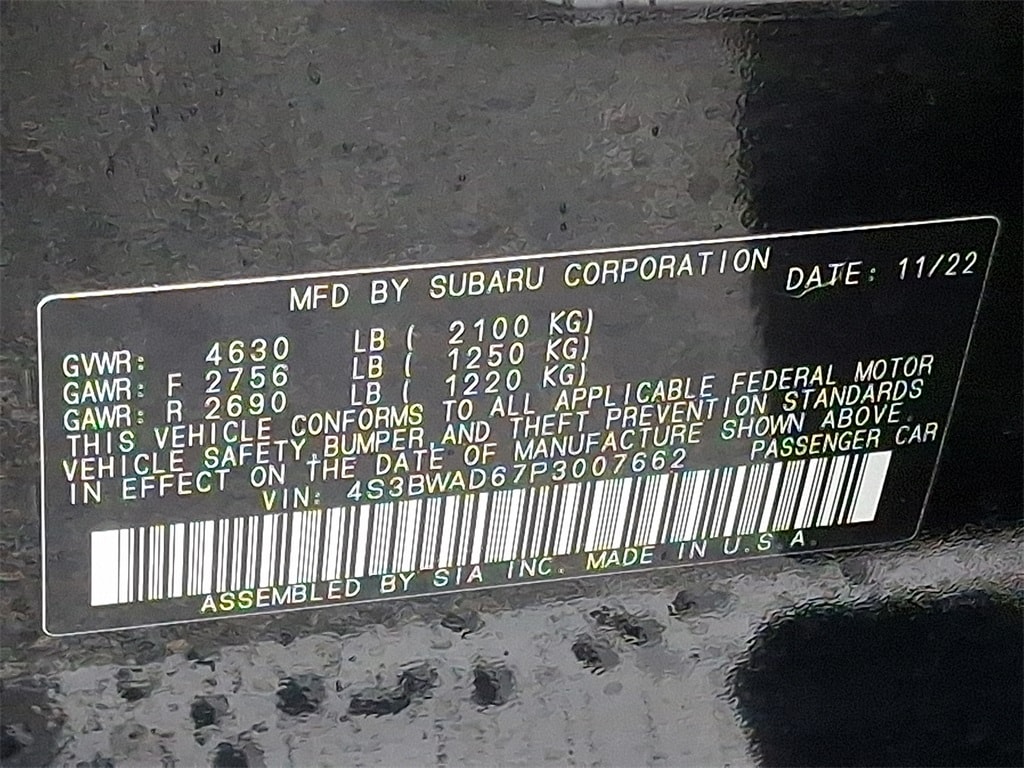 MFD BY SUBARU CORPORATION DATE: 11/22
GVWR: 4630 LB ( 2100 KG)
GAWR: F 2756 LB ( 1250 KG)
GAWR: R 2690 LB ( 1220 KG)
THIS VEHICLE CONFORMS TO ALL APPLICABLE FEDERAL MOTOR
VEHICLE SAFETY,BUMPER,AND THEFT PREVENTION STANDARDS
IN EFFECT ON THE DATE OF MANUFACTURE SHOWN ABOVE.
VIN: 4S3BWAD67P3007662 PASSENGER CAR
ASSEMBLED BY SIA INC. MADE IN U.S.A.